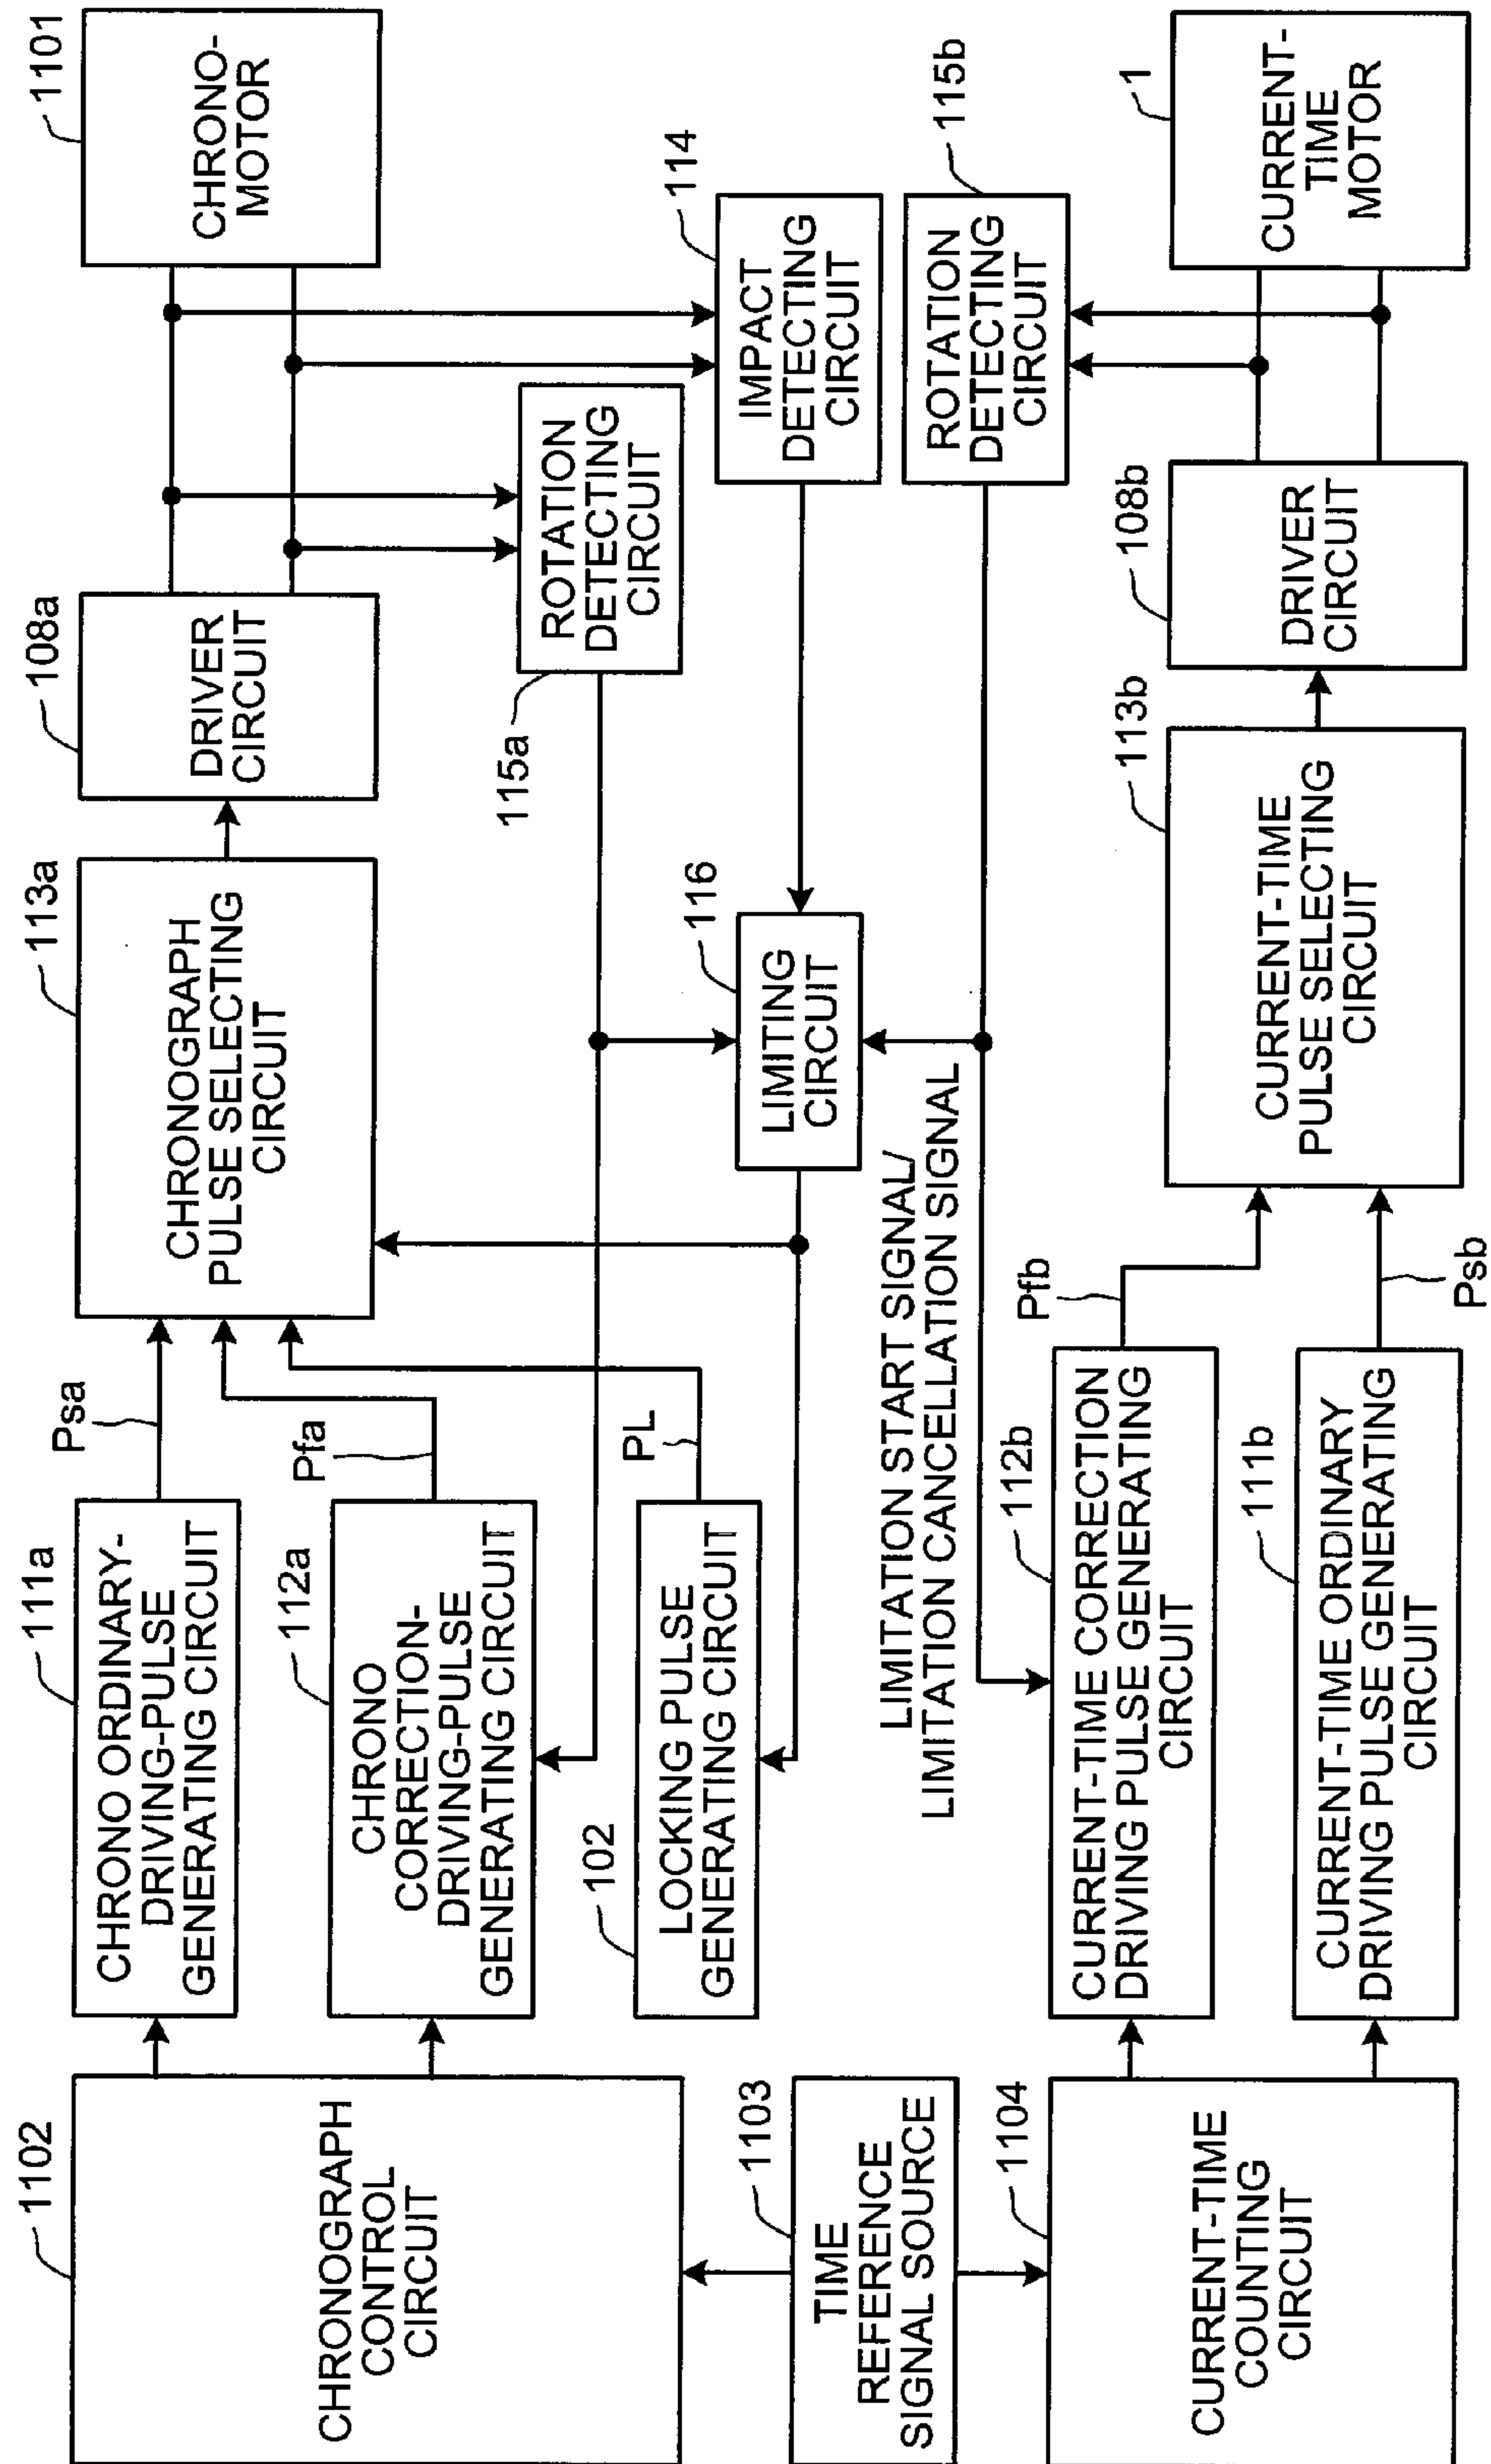 1102
CHRONOGRAPH
CONTROL
CIRCUIT
1103
TIME
REFERENCE
SIGNAL SOURCE
1104
CURRENT-TIME
COUNTING
CIRCUIT
111a
CHRONO ORDINARY-
DRIVING-PULSE
GENERATING CIRCUIT
Psa
112a
CHRONO
CORRECTION-
DRIVING-PULSE
GENERATING CIRCUIT
Pfa
102
LOCKING PULSE
GENERATING CIRCUIT
PL
LIMITATION START SIGNAL/
LIMITATION CANCELLATION SIGNAL
112b
CURRENT-TIME CORRECTION
DRIVING PULSE GENERATING
CIRCUIT
Pfb
111b
CURRENT-TIME ORDINARY
DRIVING PULSE GENERATING
CIRCUIT
Psb
113a
CHRONOGRAPH
PULSE SELECTING
CIRCUIT
116
LIMITING
CIRCUIT
113b
CURRENT-TIME
PULSE SELECTING
CIRCUIT
108a
DRIVER
CIRCUIT
115a
ROTATION
DETECTING
CIRCUIT
114
IMPACT
DETECTING
CIRCUIT
115b
ROTATION
DETECTING
CIRCUIT
108b
DRIVER
CIRCUIT
1101
CHRONO-
MOTOR
1
CURRENT-
TIME
MOTOR